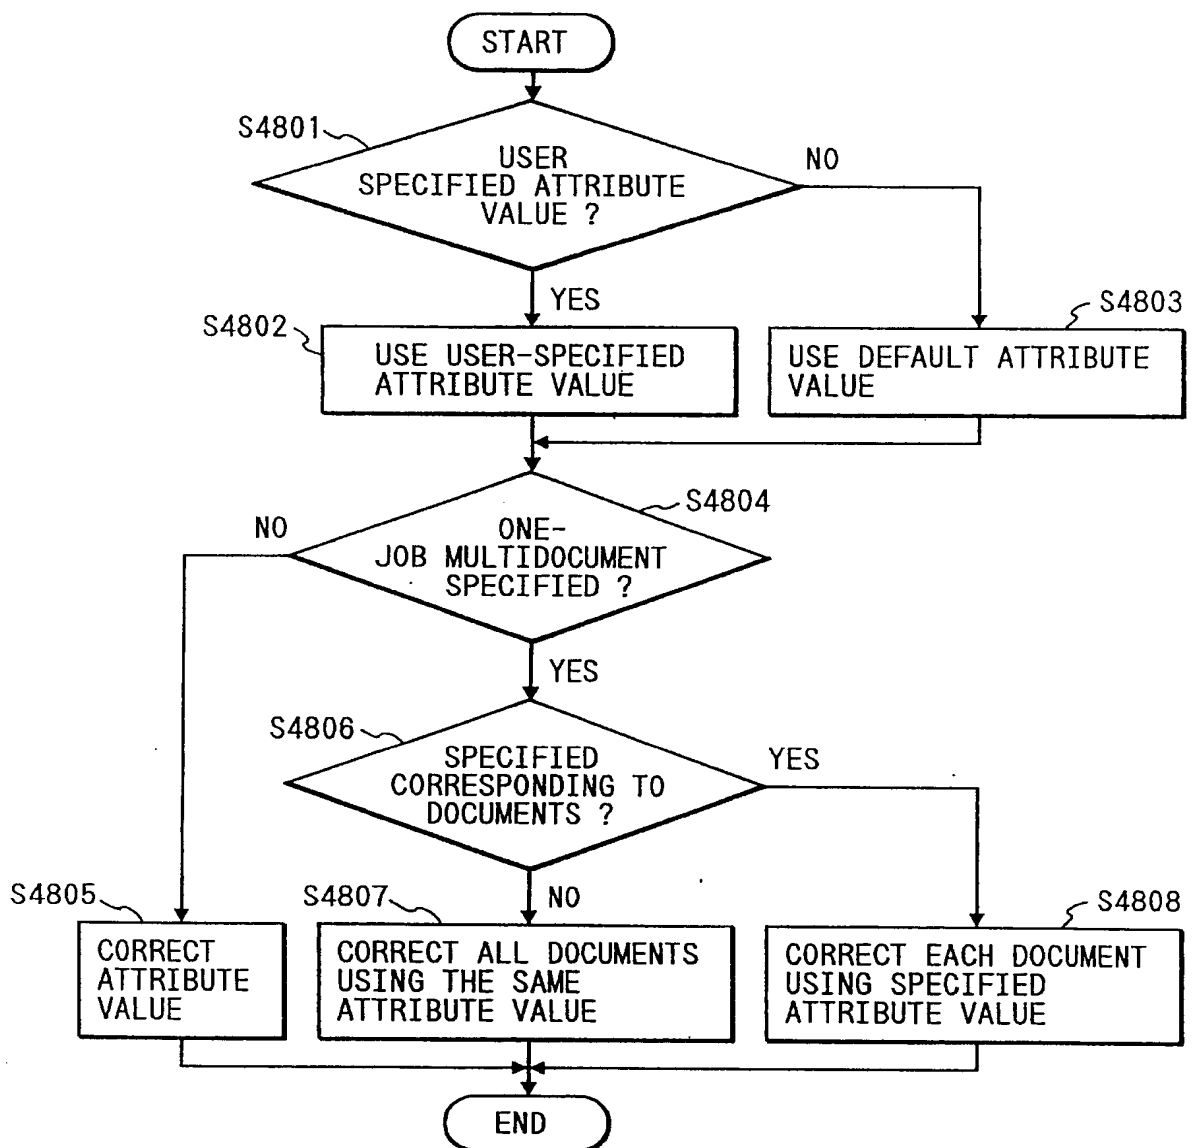 START
S4801
USER
SPECIFIED ATTRIBUTE
VALUE ?
NO
YES
S4802
USE USER-SPECIFIED
ATTRIBUTE VALUE
S4803
USE DEFAULT ATTRIBUTE
VALUE
S4804
NO
ONE-
JOB MULTIDOCUMENT
SPECIFIED ?
YES
S4806
SPECIFIED
CORRESPONDING TO
DOCUMENTS ?
YES
NO
S4805
CORRECT
ATTRIBUTE
VALUE
S4807
CORRECT ALL DOCUMENTS
USING THE SAME
ATTRIBUTE VALUE
S4808
CORRECT EACH DOCUMENT
USING SPECIFIED
ATTRIBUTE VALUE
END